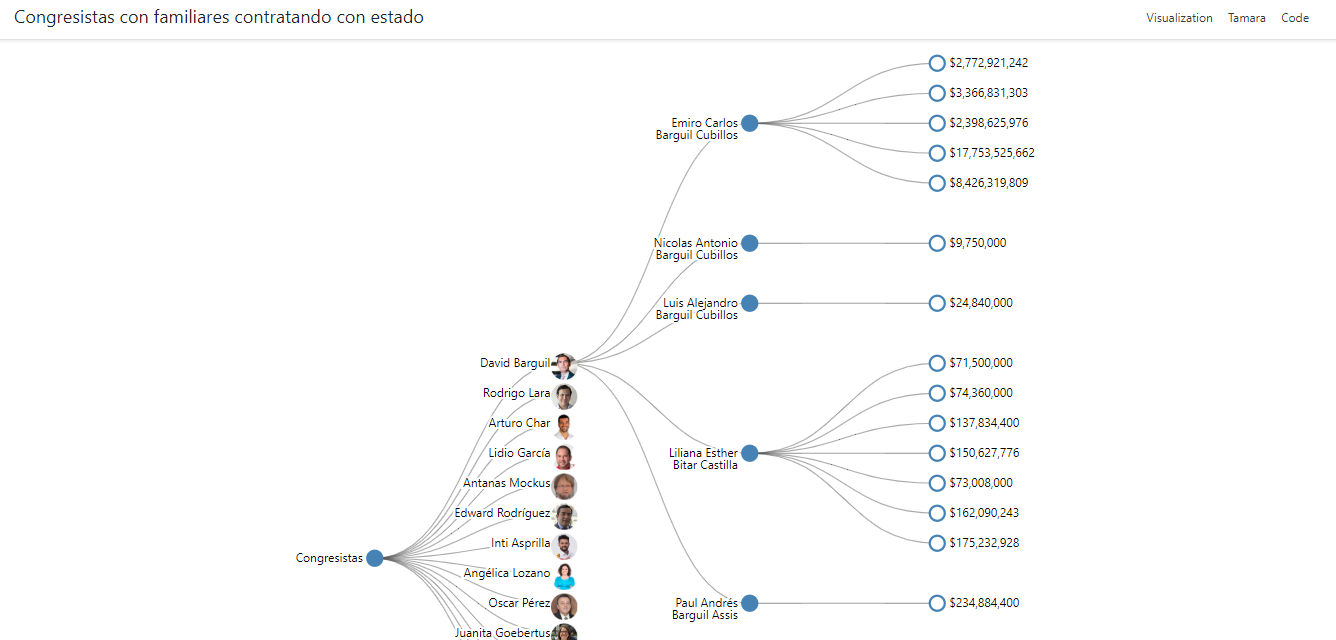 Congresistas con familiares contratando con estado
Visualization Tamara Code
$2,772,921,242
$3,366,831,303
Emiro Carlos
Barguil Cubillos
$2,398,625,976
$17,753,525,662
$8,426,319,809
Nicolas Antonio
Barguil Cubillos
$9,750,000
Luis Alejandro
Barguil Cubillos
$24,840,000
David Barguil
$71,500,000
Rodrigo Lara
$74,360,000
Arturo Char
$137,834,400
Lidio García
Liliana Esther
Bitar Castilla
$150,627,776
Antanas Mockus
$73,008,000
Edward Rodríguez
$162,090,243
Inti Asprilla
$175,232,928
Congresistas
Angélica Lozano
Oscar Pérez
Paul Andrés
Barguil Assis
$234,884,400
Juanita Goebertus